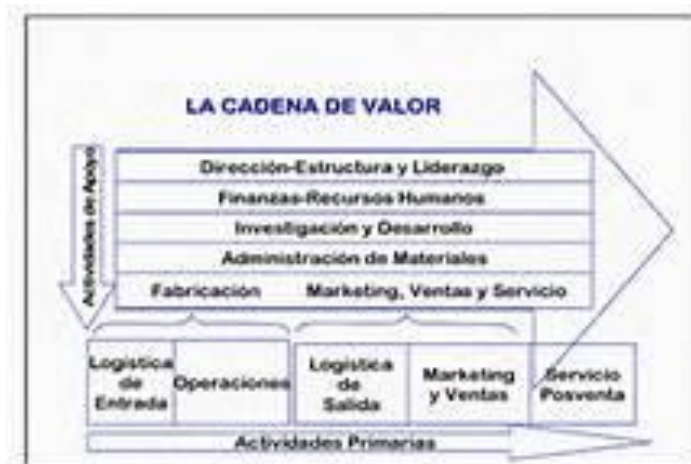 LA CADENA DE VALOR
Actividades de Apoyo
Dirección-Estructura y Liderazgo
Finanzas-Recursos Humanos
Investigación y Desarrollo
Administración de Materiales
Fabricación
Marketing, Ventas y Servicio
Logística
de
Entrada
Operaciones
Logística
de
Salida
Marketing
y Ventas
Servicio
Posventa
Actividades Primarias